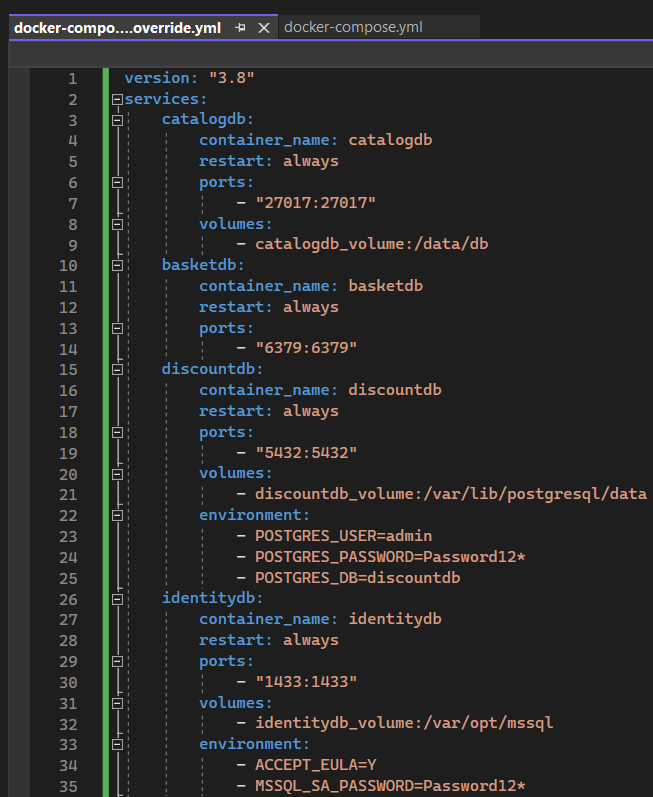 docker-compo....override.yml docker-compose.yml
1 version: "3.8"
2 services:
3 catalogdb:
4 container_name: catalogdb
5 restart: always
6 ports:
7 - "27017:27017"
8 volumes:
9 - catalogdb_volume:/data/db
10 basketdb:
11 container_name: basketdb
12 restart: always
13 ports:
14 - "6379:6379"
15 discountdb:
16 container_name: discountdb
17 restart: always
18 ports:
19 - "5432:5432"
20 volumes:
21 - discountdb_volume:/var/lib/postgresql/data
22 environment:
23 - POSTGRES_USER=admin
24 - POSTGRES_PASSWORD=Password12*
25 - POSTGRES_DB=discountdb
26 identitydb:
27 container_name: identitydb
28 restart: always
29 ports:
30 - "1433:1433"
31 volumes:
32 - identitydb_volume:/var/opt/mssql
33 environment:
34 - ACCEPT_EULA=Y
35 - MSSQL_SA_PASSWORD=Password12*